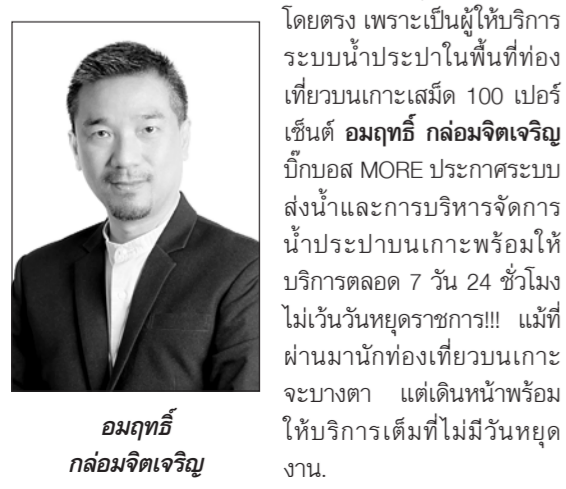 โดยตรง เพราะเป็นผู้ให้บริการ
ระบบน้ำประปาในพื้นที่ท่อง
เที่ยวบนเกาะเสม็ด 100 เปอร์
เซ็นต์ อมฤทธิ์ กล่อมจิตเจริญ
บิ๊กบอส MORE ประกาศระบบ
ส่งน้ำและการบริหารจัดการ
น้ำประปาบนเกาะพร้อมให้
บริการตลอด 7 วัน 24 ชั่วโมง
ไม่เว้นวันหยุดราชการ!!! แม้ที่
ผ่านมานักท่องเที่ยวบนเกาะ
จะบางตา แต่เดินหน้าพร้อม
ให้บริการเต็มที่ไม่มีวันหยุด
งาน.
อมฤทธิ์
กล่อมจิตเจริญ